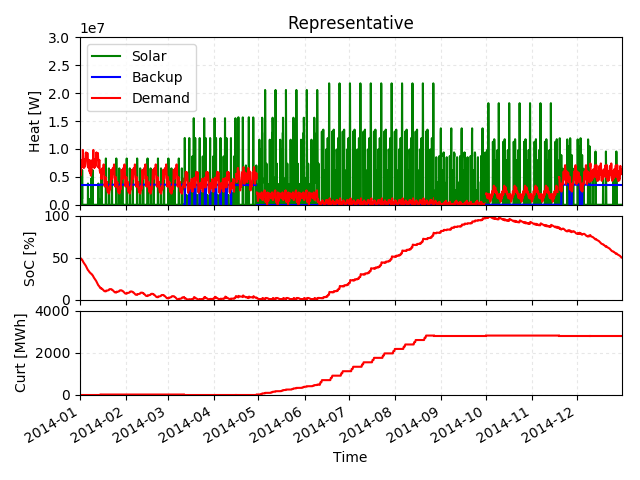 Representative
1e7
3.0
2.5
2.0
1.5
1.0
0.5
0.0
Heat [W]
Solar
Backup
Demand
100
50
0
SoC [%]
4000
2000
0
Curt [MWh]
2014-01
2014-02
2014-03
2014-04
2014-05
2014-06
2014-07
2014-08
2014-09
2014-10
2014-11
2014-12
Time